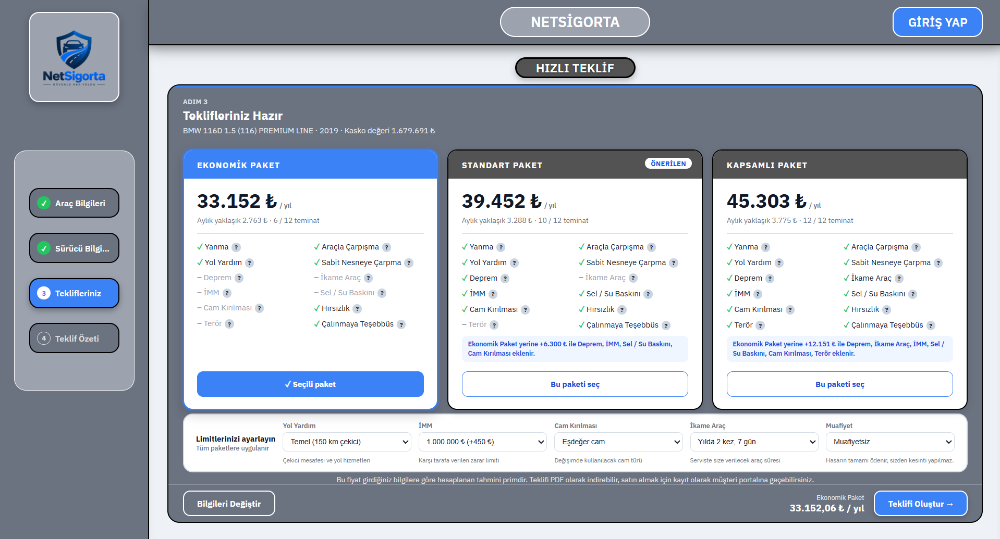 NetSigorta
GÜVENLE HER YOLDA
NETSİGORTA
GİRİŞ YAP
✓ Araç Bilgileri
✓ Sürücü Bilgi...
3 Teklifleriniz
4 Teklif Özeti
HIZLI TEKLİF
ADIM 3
Teklifleriniz Hazır
BMW 116D 1.5 (116) PREMIUM LINE · 2019 · Kasko değeri 1.679.691 ₺
EKONOMİK PAKET
33.152 ₺ / yıl
Aylık yaklaşık 2.763 ₺ · 6 / 12 teminat
✓ Yanma ? ✓ Araçla Çarpışma ?
✓ Yol Yardım ? ✓ Sabit Nesneye Çarpma ?
– Deprem ? – İkame Araç ?
– İMM ? – Sel / Su Baskını ?
– Cam Kırılması ? ✓ Hırsızlık ?
– Terör ? ✓ Çalınmaya Teşebbüs ?
✓ Seçili paket
STANDART PAKET
ÖNERİLEN
39.452 ₺ / yıl
Aylık yaklaşık 3.288 ₺ · 10 / 12 teminat
✓ Yanma ? ✓ Araçla Çarpışma ?
✓ Yol Yardım ? ✓ Sabit Nesneye Çarpma ?
✓ Deprem ? – İkame Araç ?
✓ İMM ? ✓ Sel / Su Baskını ?
✓ Cam Kırılması ? ✓ Hırsızlık ?
– Terör ? ✓ Çalınmaya Teşebbüs ?
Ekonomik Paket yerine +6.300 ₺ ile Deprem, İMM, Sel / Su Baskını,
Cam Kırılması eklenir.
Bu paketi seç
KAPSAMLI PAKET
45.303 ₺ / yıl
Aylık yaklaşık 3.775 ₺ · 12 / 12 teminat
✓ Yanma ? ✓ Araçla Çarpışma ?
✓ Yol Yardım ? ✓ Sabit Nesneye Çarpma ?
✓ Deprem ? ✓ İkame Araç ?
✓ İMM ? ✓ Sel / Su Baskını ?
✓ Cam Kırılması ? ✓ Hırsızlık ?
✓ Terör ? ✓ Çalınmaya Teşebbüs ?
Ekonomik Paket yerine +12.151 ₺ ile Deprem, İkame Araç, İMM, Sel /
Su Baskını, Cam Kırılması, Terör eklenir.
Bu paketi seç
Limitlerinizi ayarlayın
Tüm paketlere uygulanır
Yol Yardım
Temel (150 km çekici)
Çekici mesafesi ve yol hizmetleri
İMM
1.000.000 ₺ (+450 ₺)
Karşı tarafa verilen zarar limiti
Cam Kırılması
Eşdeğer cam
Değişimde kullanılacak cam türü
İkame Araç
Yılda 2 kez, 7 gün
Serviste size verilecek araç süresi
Muafiyet
Muafiyetsiz
Hasarın tamamı ödenir, sizden kesinti yapılmaz.
Bu fiyat girdiğiniz bilgilere göre hesaplanan tahmini primdir. Teklifi PDF olarak indirebilir, satın almak için kayıt olarak müşteri portalına geçebilirsiniz.
Bilgileri Değiştir
Ekonomik Paket
33.152,06 ₺ / yıl
Teklifi Oluştur →